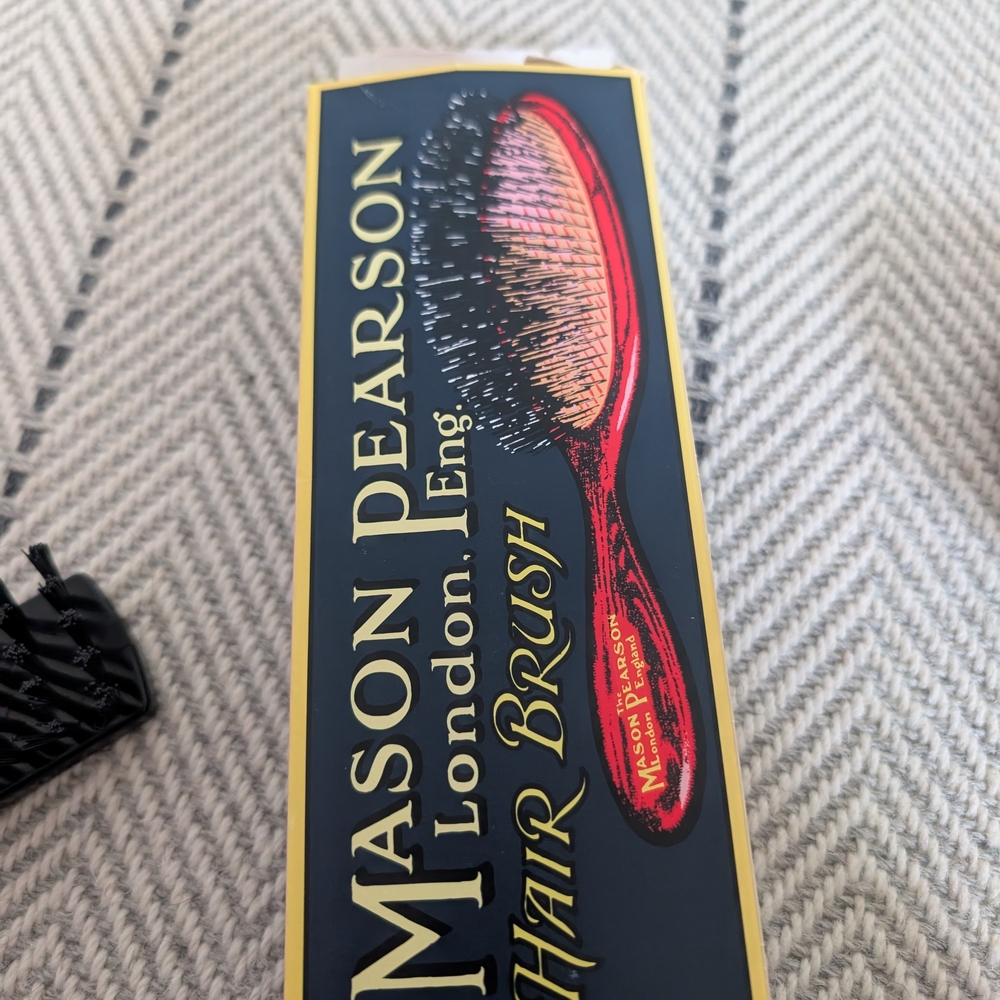 MASON PEARSON
London, Eng.
HAIR BRUSH
The
MASON PEARSON
London England